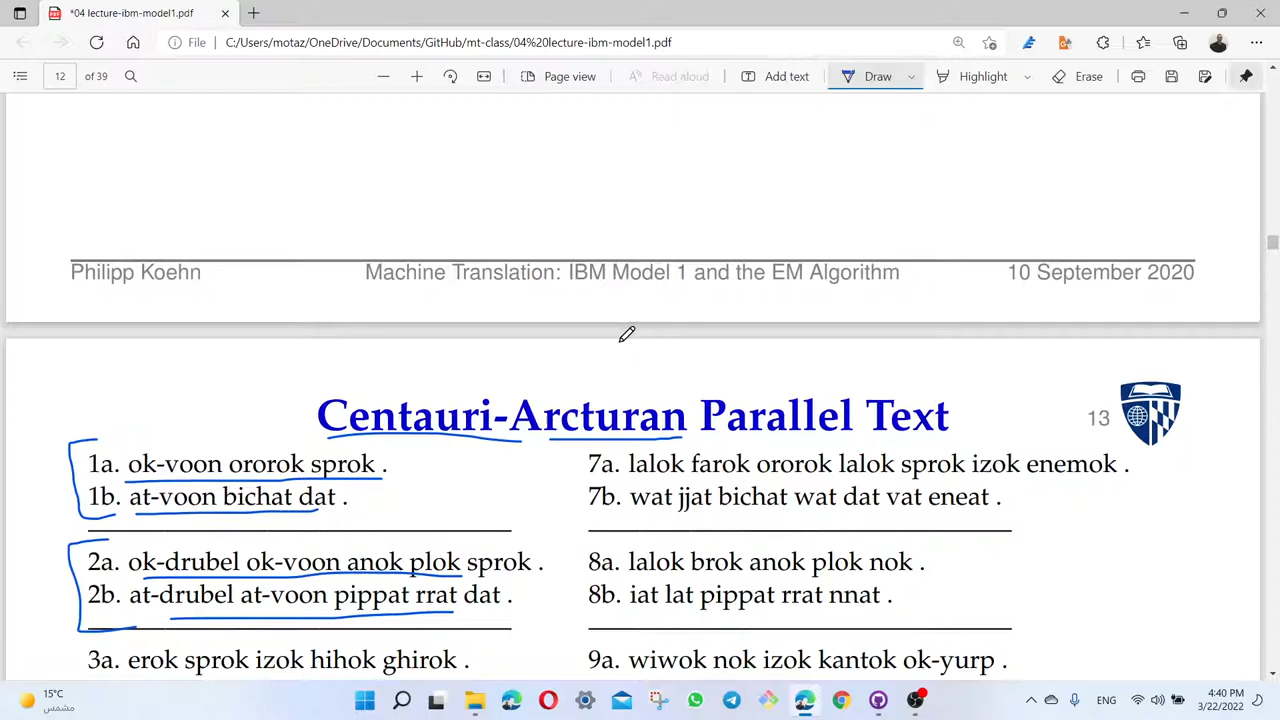 *04 lecture-ibm-model1.pdf
File C:/Users/motaz/OneDrive/Documents/GitHub/mt-class/04%20lecture-ibm-model1.pdf
12 of 39 Page view Read aloud Add text Draw Highlight Erase
Philipp Koehn Machine Translation: IBM Model 1 and the EM Algorithm 10 September 2020
Centauri-Arcturan Parallel Text 13
1a. ok-voon ororok sprok .
1b. at-voon bichat dat .
2a. ok-drubel ok-voon anok plok sprok .
2b. at-drubel at-voon pippat rrat dat .
3a. erok sprok izok hihok ghirok .
7a. lalok farok ororok lalok sprok izok enemok .
7b. wat jjat bichat wat dat vat eneat .
8a. lalok brok anok plok nok .
8b. iat lat pippat rrat nnat .
9a. wiwok nok izok kantok ok-yurp .
15°C
مشمس
ENG
4:40 PM
3/22/2022